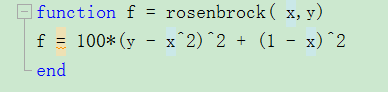 function f = rosenbrock( x,y)
f = 100*(y - x^2)^2 + (1 - x)^2
end